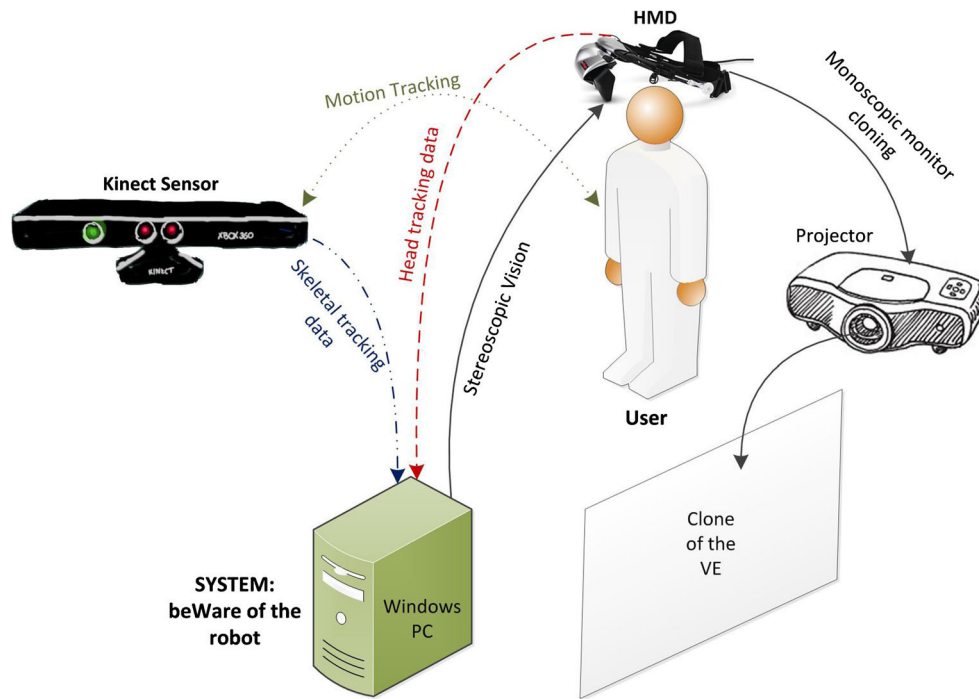 HMD
Motion Tracking
Monoscopic monitor
cloning
Kinect Sensor
Head tracking data
XBOX360
KINECT
Projector
Skeletal tracking
data
Stereoscopic Vision
User
Clone
of the
VE
SYSTEM:
beWare of the
robot
Windows
PC